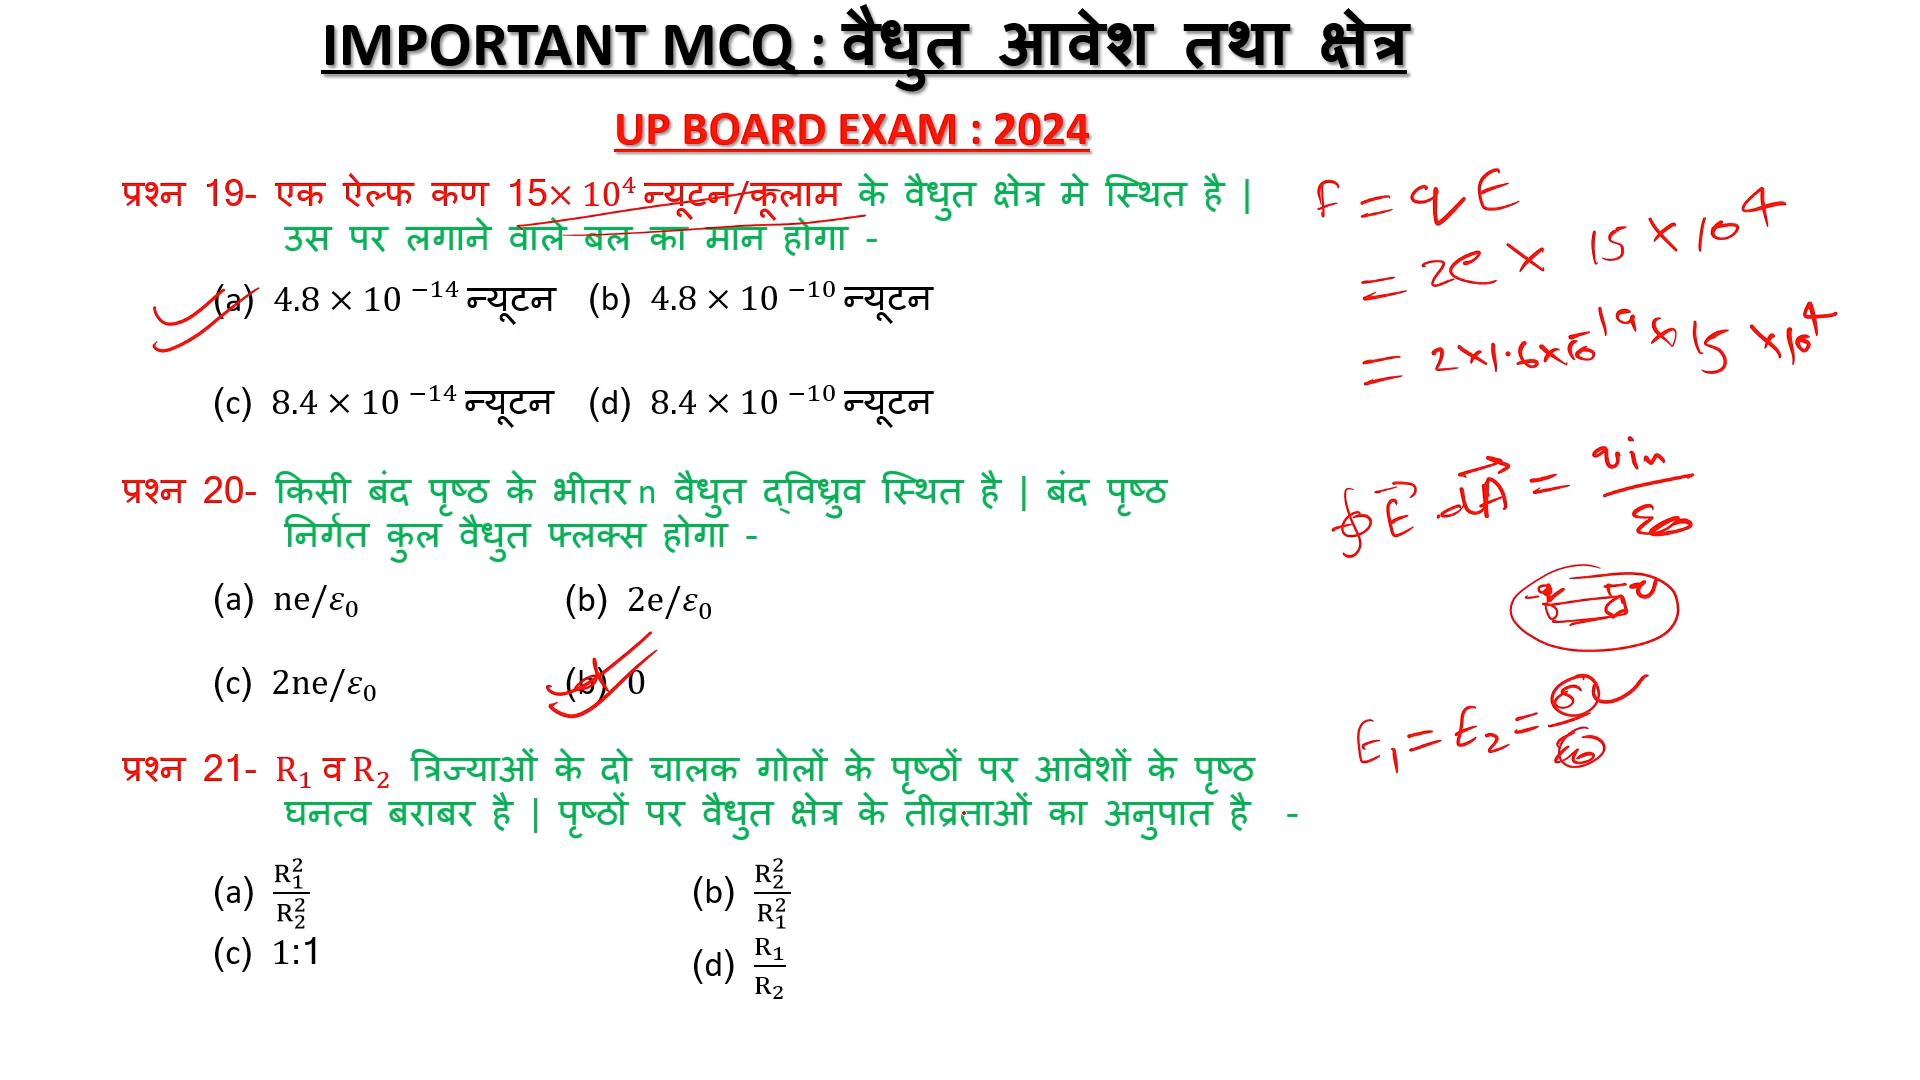 IMPORTANT MCQ : वैधुत आवेश तथा क्षेत्र
UP BOARD EXAM : 2024
प्रश्न 19- एक ऐल्फ कण 15× 10⁴ न्यूटन/कूलाम के वैधुत क्षेत्र मे स्थित है |
उस पर लगाने वाले बल का मान होगा -
(a) 4.8 × 10 ⁻¹⁴ न्यूटन (b) 4.8 × 10 ⁻¹⁰ न्यूटन
(c) 8.4 × 10 ⁻¹⁴ न्यूटन (d) 8.4 × 10 ⁻¹⁰ न्यूटन
प्रश्न 20- किसी बंद पृष्ठ के भीतर n वैधुत द्विध्रुव स्थित है | बंद पृष्ठ
निर्गत कुल वैधुत फ्लक्स होगा -
(a) ne/ε₀ (b) 2e/ε₀
(c) 2ne/ε₀ (b) 0
d
प्रश्न 21- R₁ व R₂ त्रिज्याओं के दो चालक गोलों के पृष्ठों पर आवेशों के पृष्ठ
घनत्व बराबर है | पृष्ठों पर वैधुत क्षेत्र के तीव्रताओं का अनुपात है -
(a) R₁²/R₂² (b) R₂²/R₁²
(c) 1:1 (d) R₁/R₂
F = qE
= 2e × 15 × 10⁴
= 2×1.6×10⁻¹⁹ × 15 × 10⁴
∮E⃗.dA⃗ = qin/ε₀
E₁ = E₂ = σ/ε₀